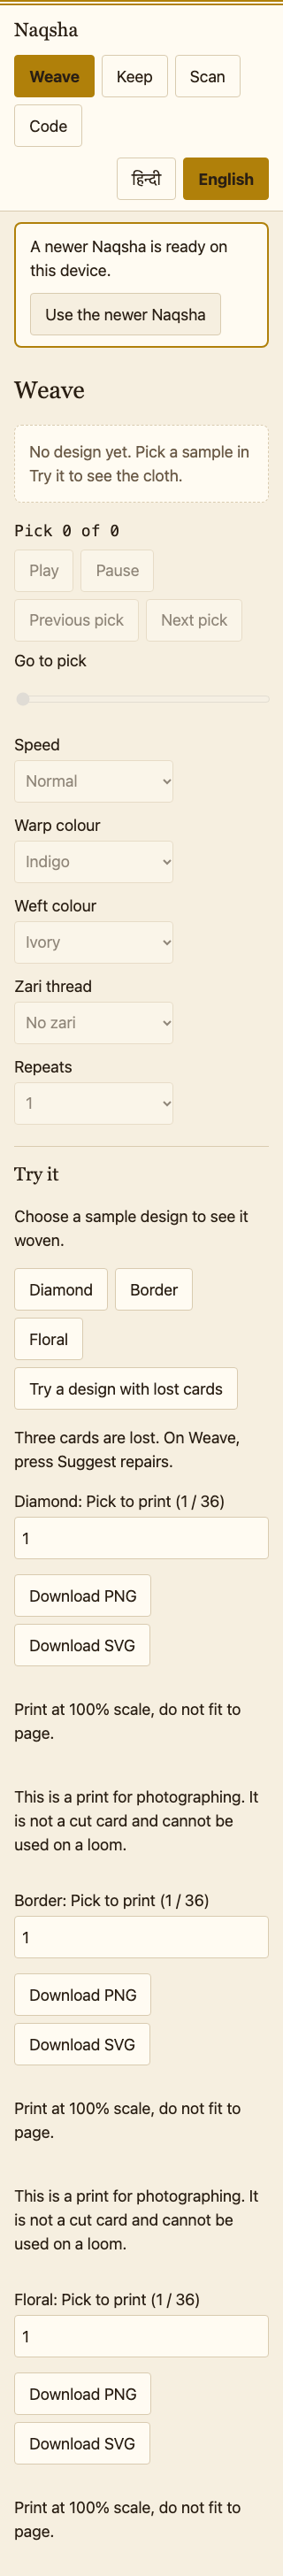 Naqsha
Weave Keep Scan
Code
हिन्दी English
A newer Naqsha is ready on
this device.
Use the newer Naqsha
Weave
No design yet. Pick a sample in
Try it to see the cloth.
Pick 0 of 0
Play Pause
Previous pick Next pick
Go to pick
Speed
Normal
Warp colour
Indigo
Weft colour
Ivory
Zari thread
No zari
Repeats
1
Try it
Choose a sample design to see it
woven.
Diamond Border
Floral
Try a design with lost cards
Three cards are lost. On Weave,
press Suggest repairs.
Diamond: Pick to print (1 / 36)
1
Download PNG
Download SVG
Print at 100% scale, do not fit to
page.
This is a print for photographing. It
is not a cut card and cannot be
used on a loom.
Border: Pick to print (1 / 36)
1
Download PNG
Download SVG
Print at 100% scale, do not fit to
page.
This is a print for photographing. It
is not a cut card and cannot be
used on a loom.
Floral: Pick to print (1 / 36)
1
Download PNG
Download SVG
Print at 100% scale, do not fit to
page.